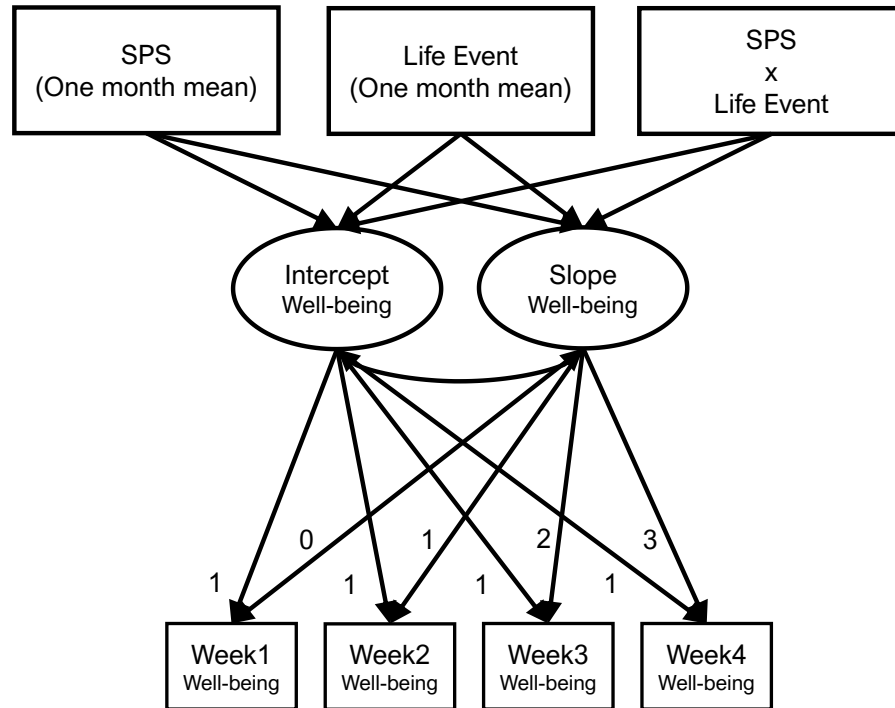 SPS
(One month mean)
Life Event
(One month mean)
SPS
x
Life Event
Intercept
Well-being
Slope
Well-being
0
1
2
3
1
1
1
1
Week1
Well-being
Week2
Well-being
Week3
Well-being
Week4
Well-being